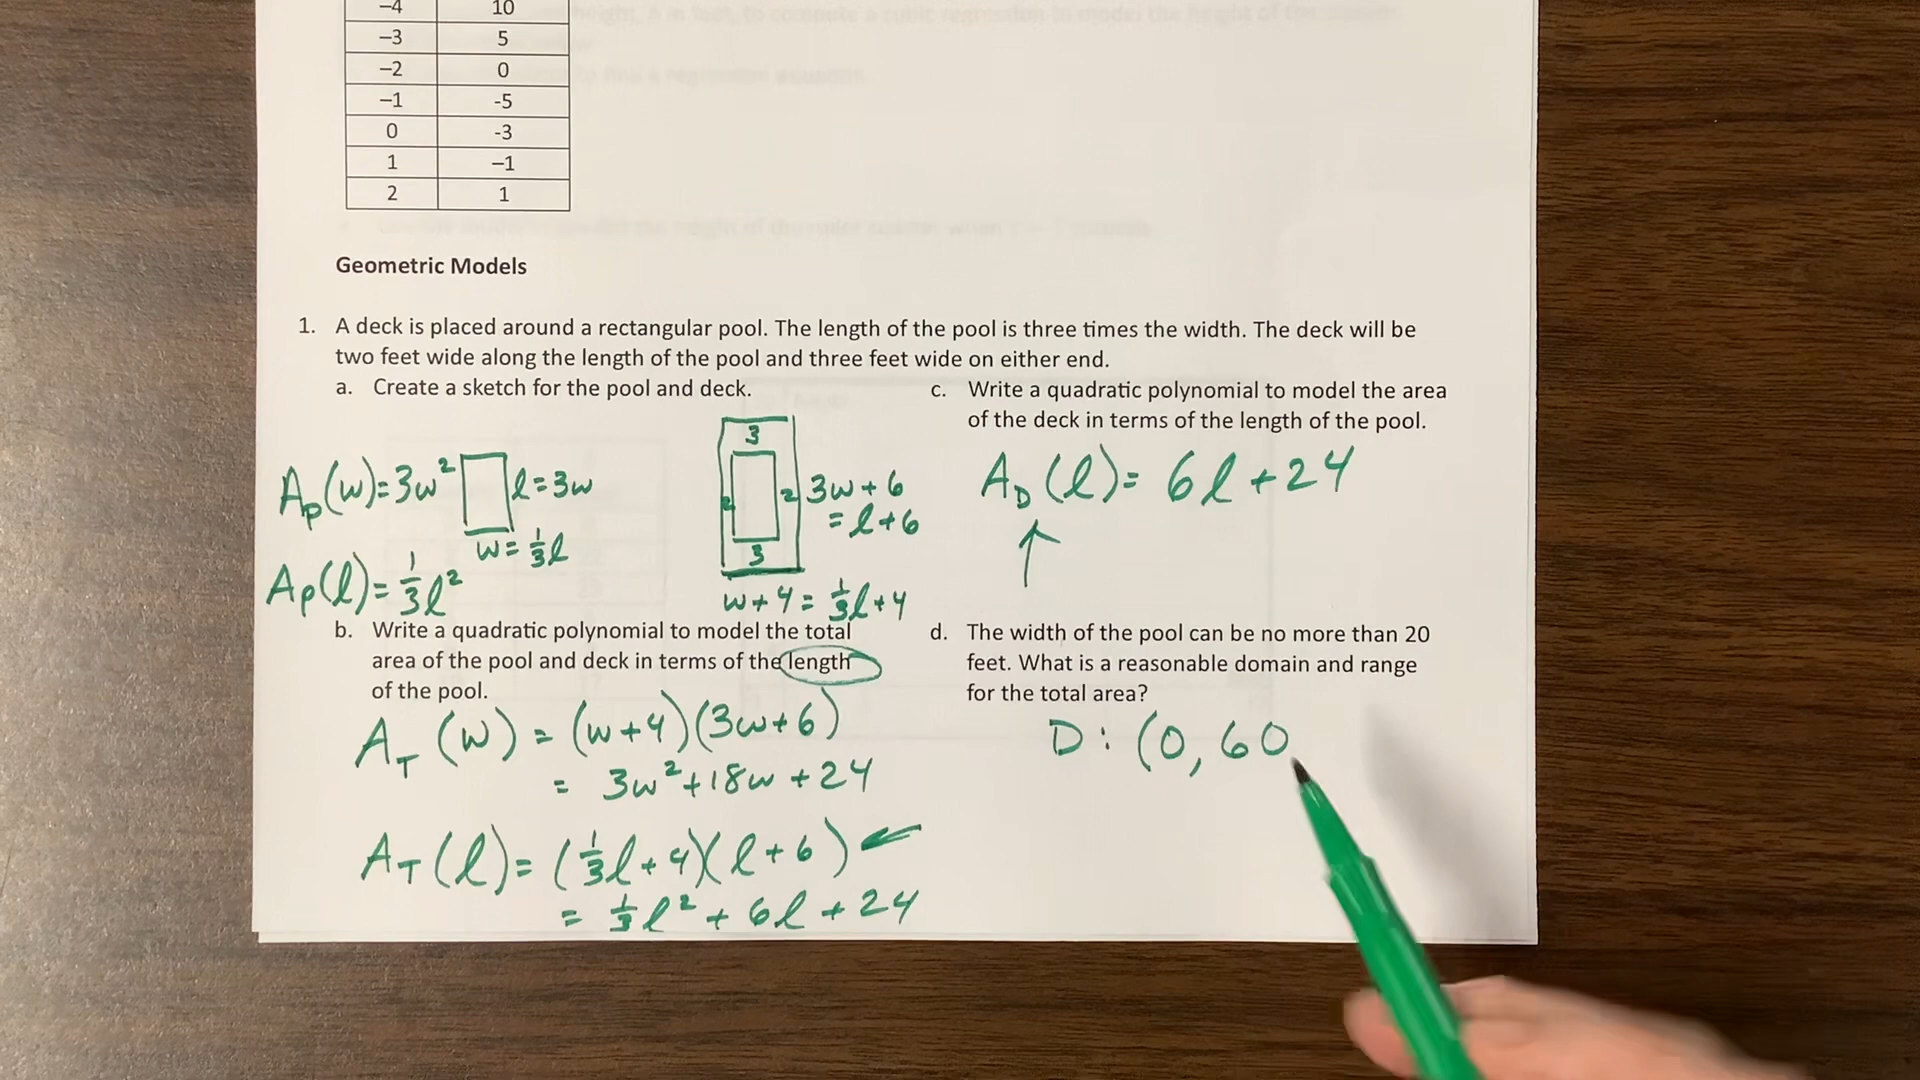 −4 10
−3 5
−2 0
−1 -5
0 -3
1 −1
2 1
Geometric Models
1. A deck is placed around a rectangular pool. The length of the pool is three times the width. The deck will be
two feet wide along the length of the pool and three feet wide on either end.
a. Create a sketch for the pool and deck.
Ap(w)=3w²
l=3w
w=⅓l
Ap(l)=⅓l²
3
2
2
3
3w+6
=l+6
w+4=⅓l+4
b. Write a quadratic polynomial to model the total
area of the pool and deck in terms of the length
of the pool.
A_T(w) = (w+4)(3w+6)
= 3w²+18w+24
A_T(l)=(⅓l+4)(l+6)
= ⅓l²+6l+24
c. Write a quadratic polynomial to model the area
of the deck in terms of the length of the pool.
A_D(l)= 6l+24
d. The width of the pool can be no more than 20
feet. What is a reasonable domain and range
for the total area?
D: (0, 60